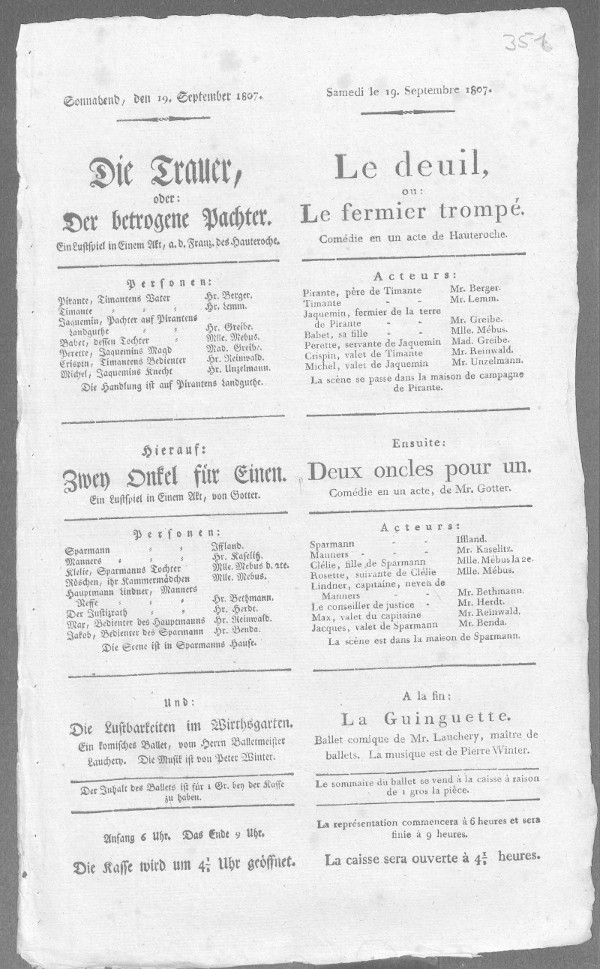 351
Sonnabend, den 19. September 1807.
Die Trauer,
oder:
Der betrogene Pachter.
Ein Lustspiel in Einem Akt, a. d. Franz. des Hauteroche.
Personen:
Pirante, Timantens Vater Hr. Berger.
Timante Hr. Lemm.
Jaquemin, Pachter auf Pirantens
Landguthe Hr. Greibe.
Babet, dessen Tochter Mlle. Mebus.
Perette, Jaquemins Magd Mad. Greibe.
Crispin, Timantens Bedienter Hr. Reinwald.
Michel, Jaquemins Knecht Hr. Unzelmann.
Die Handlung ist auf Pirantens Landguthe.
Hierauf:
Zwey Onkel für Einen.
Ein Lustspiel in Einem Akt, von Gotter.
Personen:
Sparmann Iffland.
Manners Hr. Kaselitz.
Klelie, Sparmanns Tochter Mlle. Mebus d. 2te.
Röschen, ihr Kammermädchen Mlle. Mebus.
Hauptmann Lindner, Manners
Neffe Hr. Bethmann.
Der Justizrath Hr. Herdt.
Max, Bedienter des Hauptmanns Hr. Reinwald.
Jakob, Bedienter des Sparmann Hr. Benda.
Die Scene ist in Sparmanns Hause.
Und:
Die Lustbarkeiten im Wirthsgarten.
Ein komisches Ballet, vom Herrn Balletmeister
Lauchery. Die Musik ist von Peter Winter.
Der Inhalt des Ballets ist für 1 Gr. bey der Kasse
zu haben.
Anfang 6 Uhr. Das Ende 9 Uhr.
Die Kasse wird um 4½ Uhr geöffnet.
Samedi le 19. Septembre 1807.
Le deuil,
ou:
Le fermier trompé.
Comédie en un acte de Hauteroche.
Acteurs:
Pirante, père de Timante Mr. Berger.
Timante - - Mr. Lemm.
Jaquemin, fermier de la terre
de Pirante - - Mr. Greibe.
Babet, sa fille - - Mlle. Mébus.
Perette, servante de Jaquemin Mad. Greibe.
Crispin, valet de Timante Mr. Reinwald.
Michel, valet de Jaquemin Mr. Unzelmann.
La scène se passe dans la maison de campagne
de Pirante.
Ensuite:
Deux oncles pour un.
Comédie en un acte, de Mr. Gotter.
Acteurs:
Sparmann - - Iffland.
Manners - - - Mr. Kaselitz.
Clélie, fille de Sparmann Mlle. Mébus la 2e.
Rosette, suivante de Clélie Mlle. Mébus.
Lindner, capitaine, neveu de
Manners - - Mr. Bethmann.
Le conseiller de justice - Mr. Herdt.
Max, valet du capitaine Mr. Reinwald.
Jacques, valet de Sparmann Mr. Benda.
La scène est dans la maison de Sparmann.
A la fin:
La Guinguette.
Ballet comique de Mr. Lauchery, maître de
ballets. La musique est de Pierre Winter.
Le sommaire du ballet se vend à la caisse à raison
de 1 gros la pièce.
La représentation commencera à 6 heures et sera
finie à 9 heures.
La caisse sera ouverte à 4½ heures.